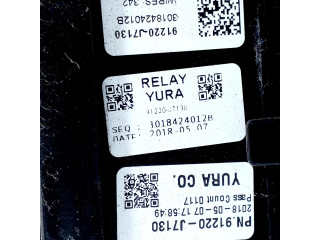 WIRES 342
3018424012B
91220-J7130
RELAY
YURA
91220-J7130
SEQ : 3018424012B
DATE: 2018-05-07
YURA CO.
Pass Count 0117
2018-05-07-17:58:49
PN.91220-J7130